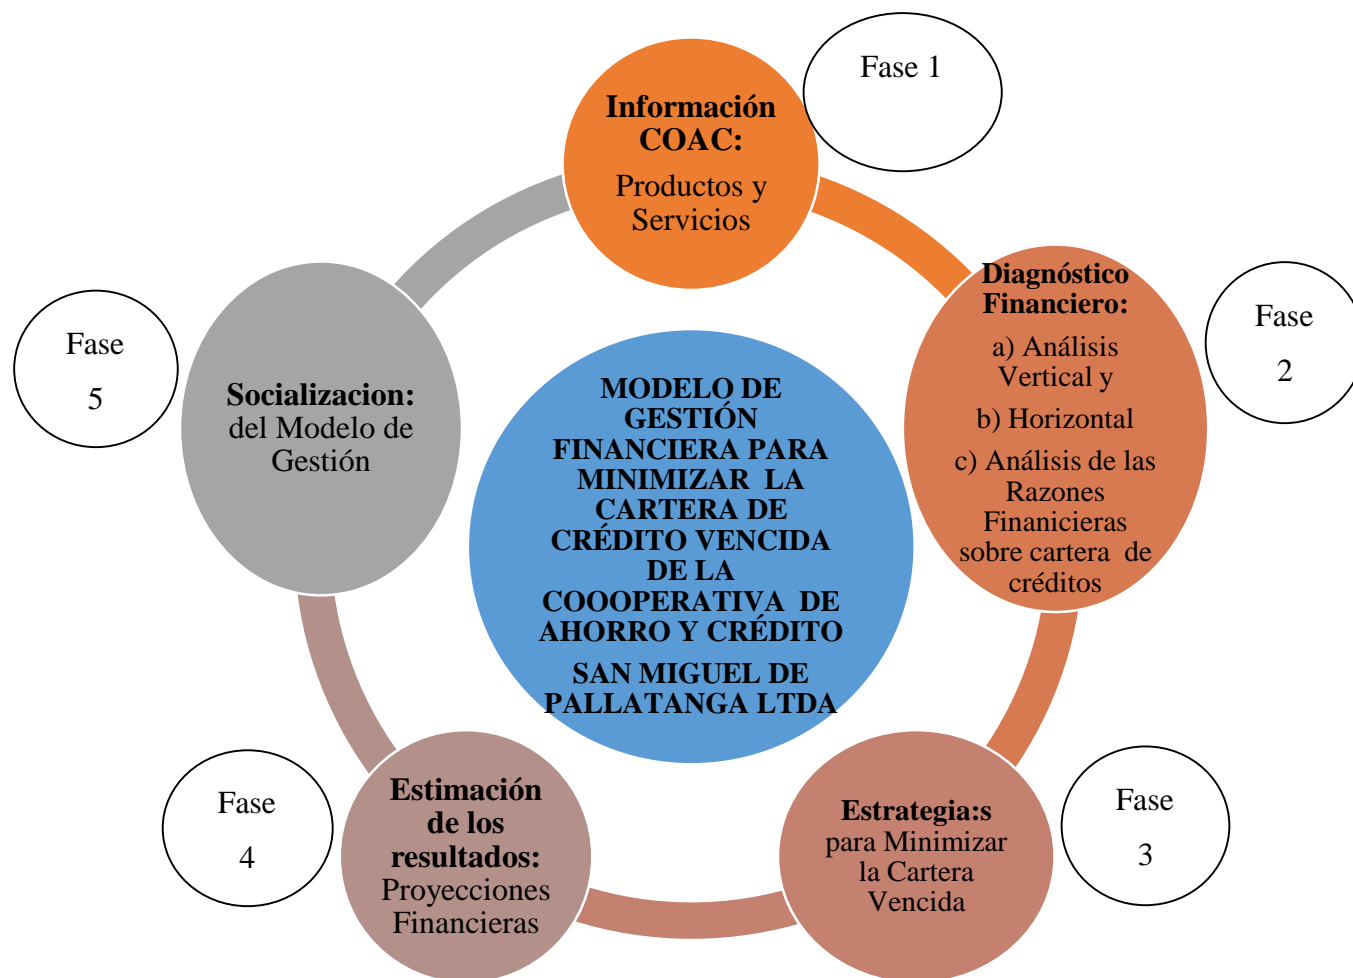 Fase 1
Información
COAC:
Productos y
Servicios
Diagnóstico
Financiero:
a) Análisis
Vertical y
b) Horizontal
c) Análisis de las
Razones
Finanicieras
sobre cartera de
créditos
Fase
2
Estrategia:s
para Minimizar
la Cartera
Vencida
Fase
3
Estimación
de los
resultados:
Proyecciones
Financieras
Fase
4
Socializacion:
del Modelo de
Gestión
Fase
5
MODELO DE
GESTIÓN
FINANCIERA PARA
MINIMIZAR LA
CARTERA DE
CRÉDITO VENCIDA
DE LA
COOOPERATIVA DE
AHORRO Y CRÉDITO
SAN MIGUEL DE
PALLATANGA LTDA